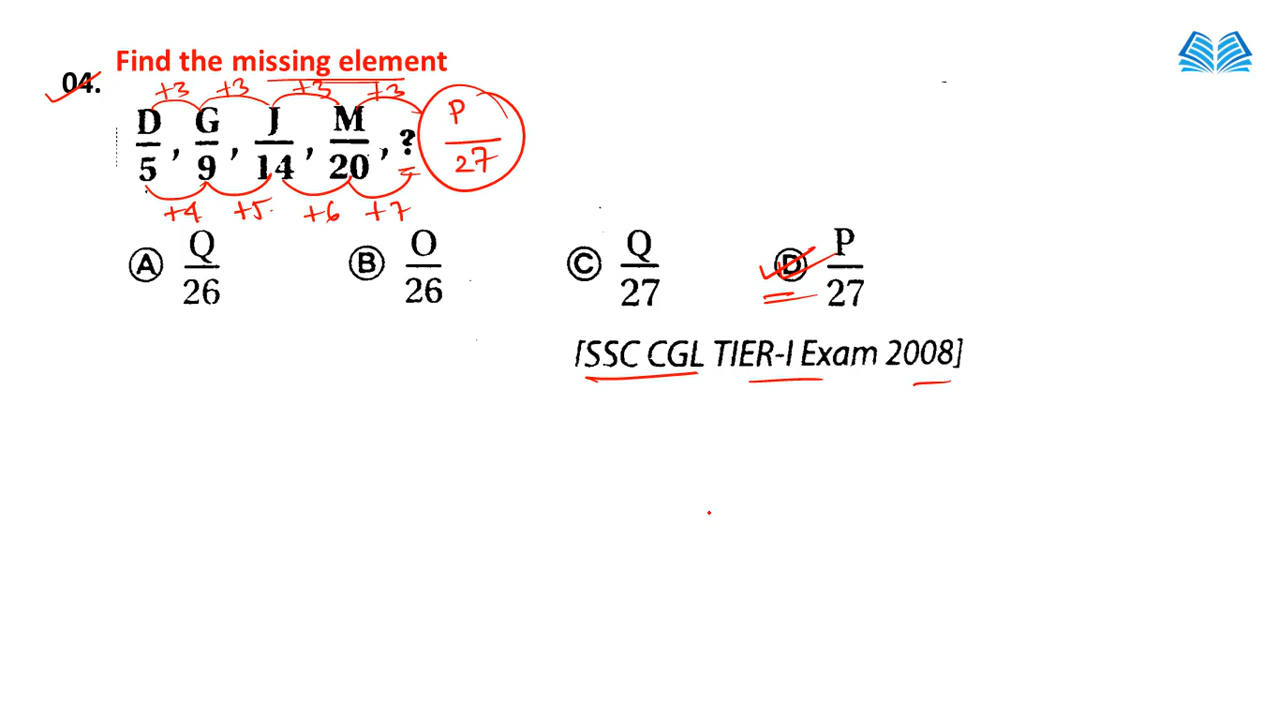 Find the missing element
04.
+3 +3 +3 +3
D/5, G/9, J/14, M/20, ? P/27
+4 +5 +6 +7
Ⓐ Q/26 Ⓑ O/26 Ⓒ Q/27 Ⓓ P/27
[SSC CGL TIER-I Exam 2008]